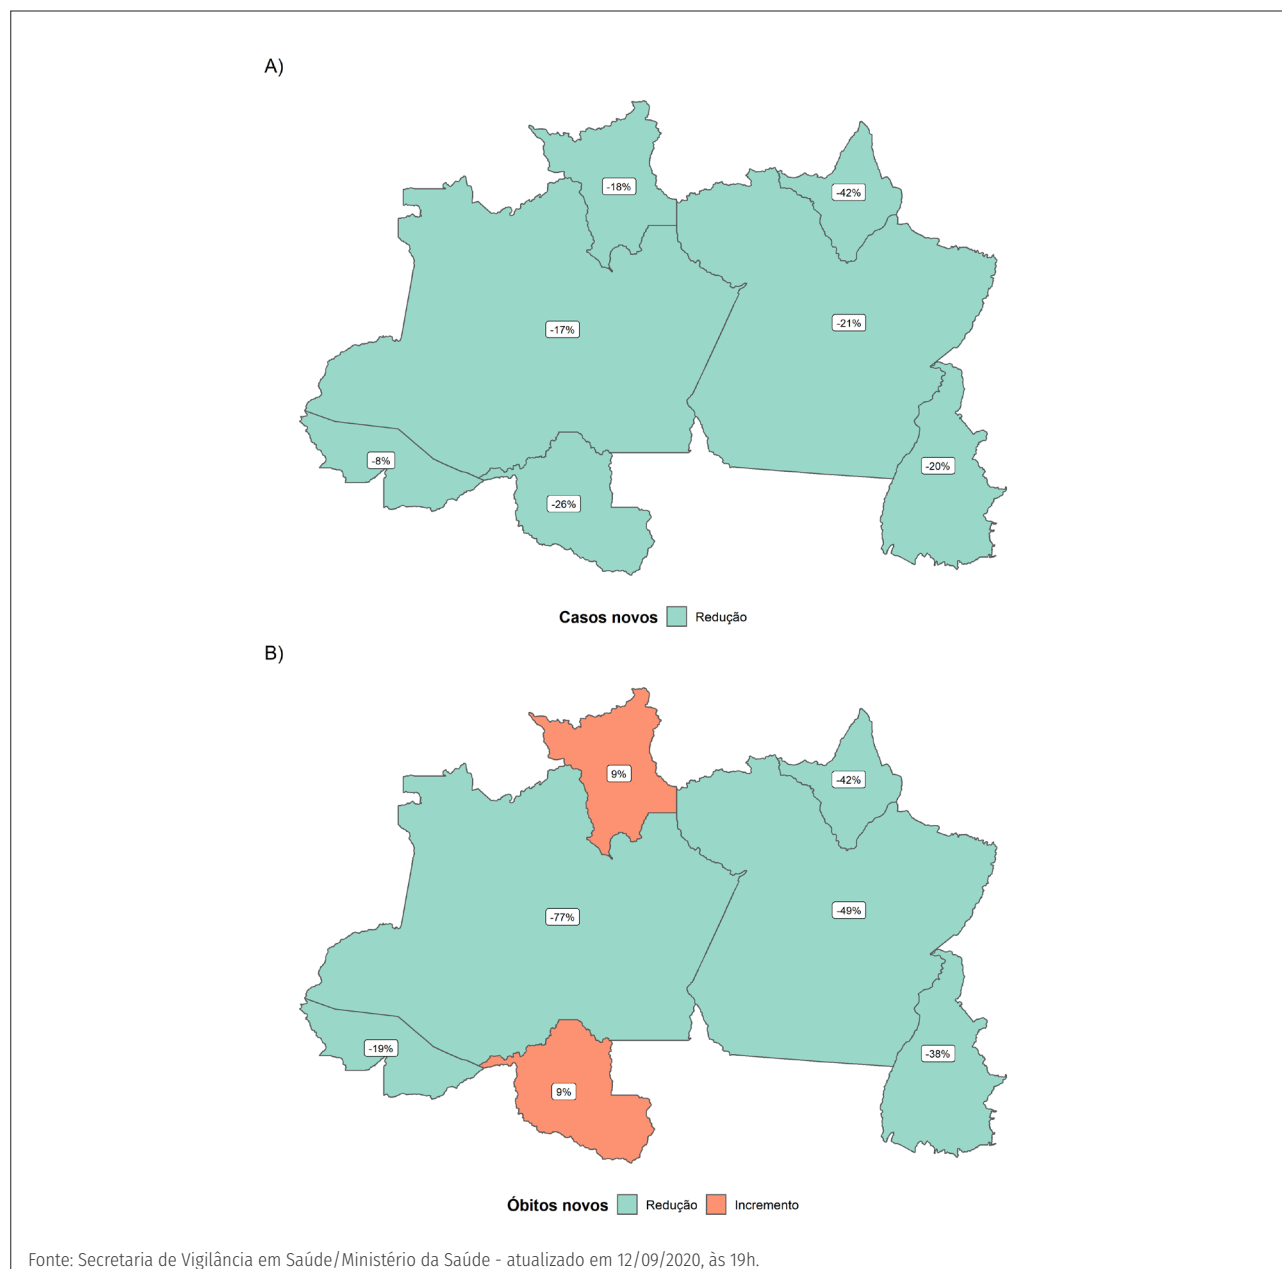 A)
-18%
-42%
-17%
-21%
-8%
-20%
-26%
Casos novos Redução
B)
9%
-42%
-77%
-49%
-19%
-38%
9%
Óbitos novos Redução Incremento
Fonte: Secretaria de Vigilância em Saúde/Ministério da Saúde - atualizado em 12/09/2020, às 19h.